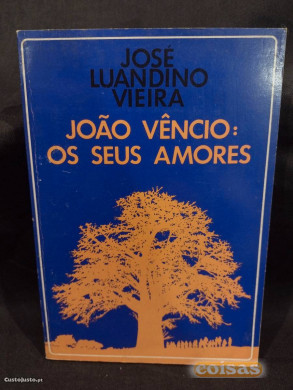 JOSÉ
LUANDINO
VIEIRA
JOÃO VÊNCIO:
OS SEUS AMORES
CustoJusto.pt
coisas